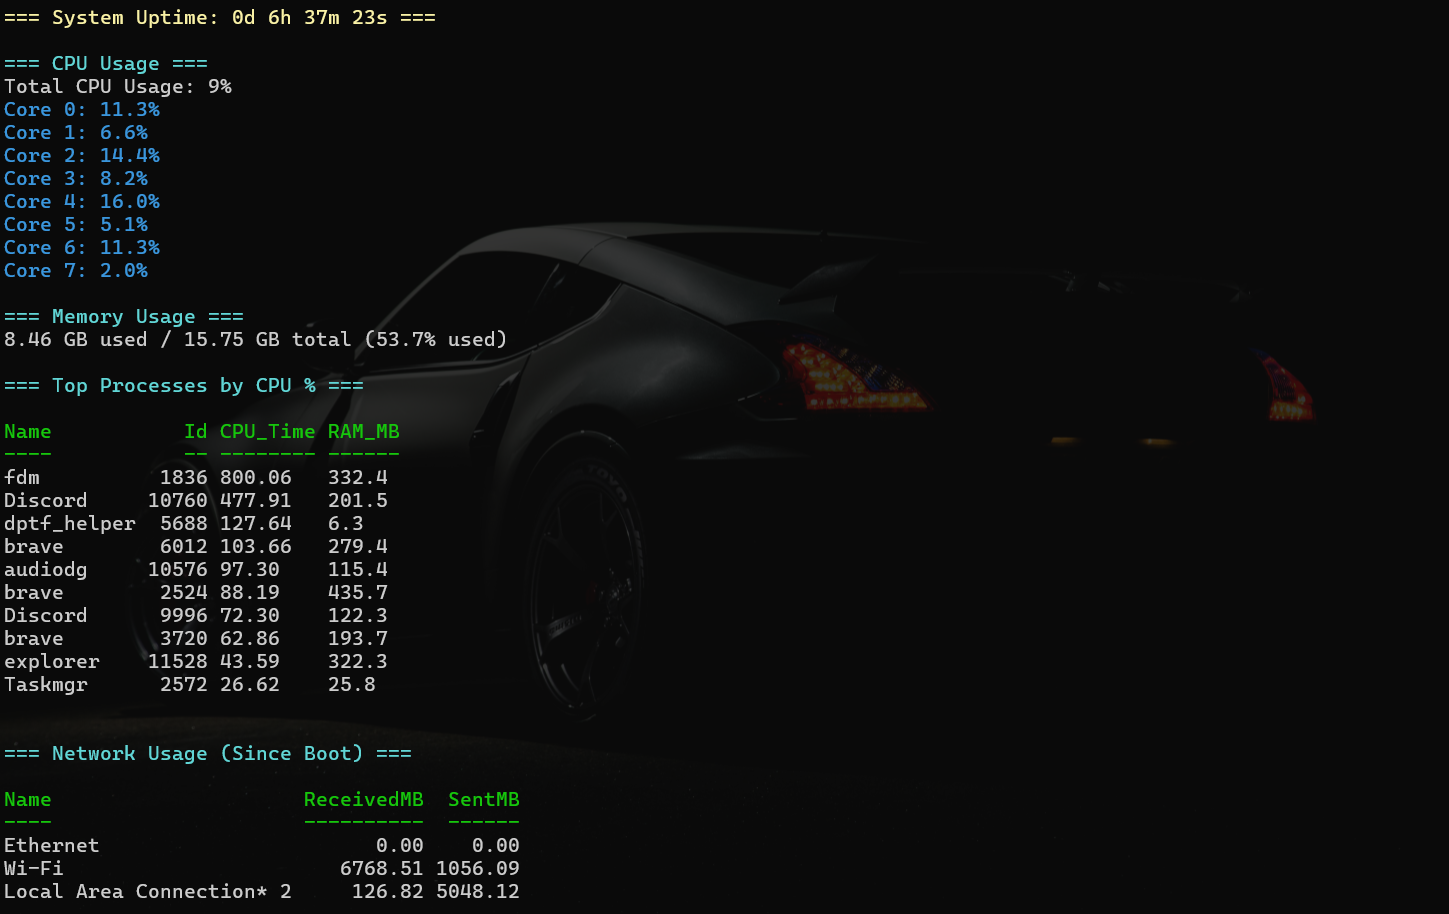 === System Uptime: 0d 6h 37m 23s ===
=== CPU Usage ===
Total CPU Usage: 9%
Core 0: 11.3%
Core 1: 6.6%
Core 2: 14.4%
Core 3: 8.2%
Core 4: 16.0%
Core 5: 5.1%
Core 6: 11.3%
Core 7: 2.0%
=== Memory Usage ===
8.46 GB used / 15.75 GB total (53.7% used)
=== Top Processes by CPU % ===
Name Id CPU_Time RAM_MB
---- -- -------- ------
fdm 1836 800.06 332.4
Discord 10760 477.91 201.5
dptf_helper 5688 127.64 6.3
brave 6012 103.66 279.4
audiodg 10576 97.30 115.4
brave 2524 88.19 435.7
Discord 9996 72.30 122.3
brave 3720 62.86 193.7
explorer 11528 43.59 322.3
Taskmgr 2572 26.62 25.8
=== Network Usage (Since Boot) ===
Name ReceivedMB SentMB
---- ---------- ------
Ethernet 0.00 0.00
Wi-Fi 6768.51 1056.09
Local Area Connection* 2 126.82 5048.12
TOYO